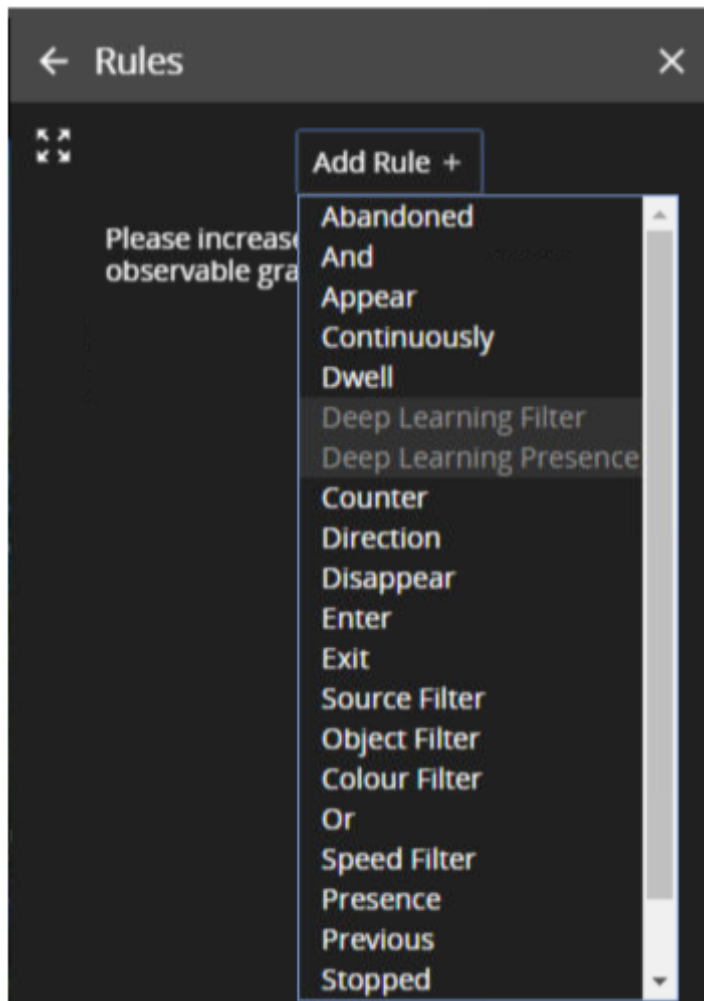 ← Rules ×
Add Rule +
Please increase
observable gra
Abandoned
And
Appear
Continuously
Dwell
Deep Learning Filter
Deep Learning Presence
Counter
Direction
Disappear
Enter
Exit
Source Filter
Object Filter
Colour Filter
Or
Speed Filter
Presence
Previous
Stopped